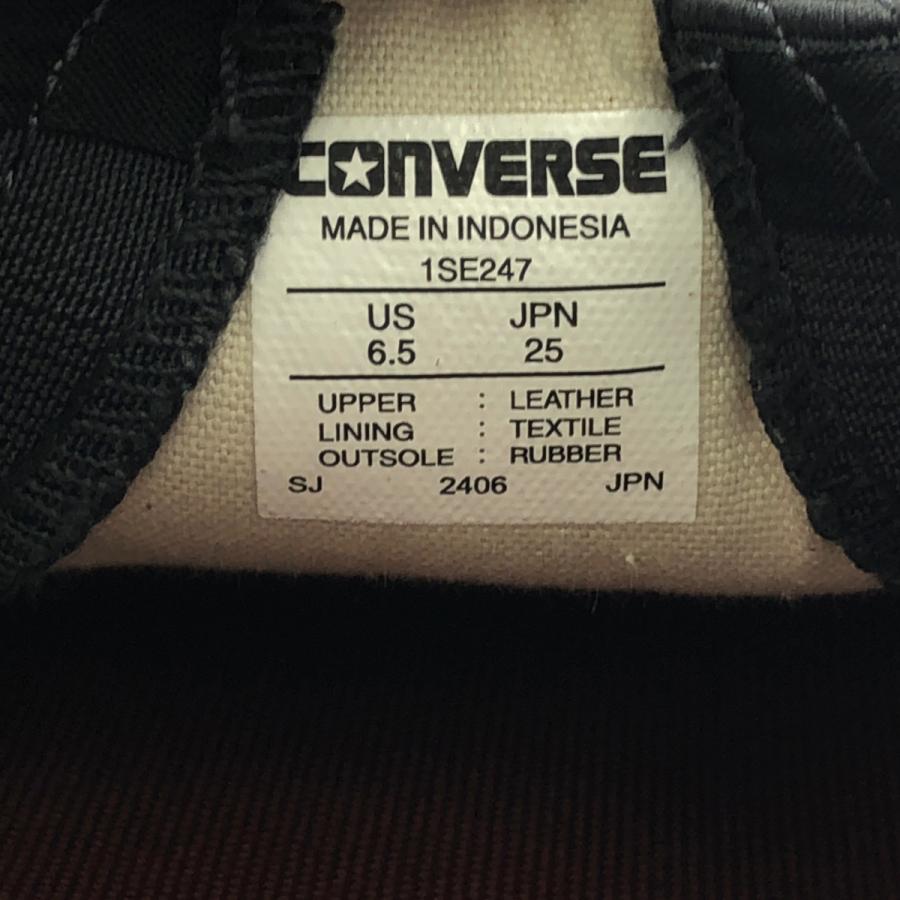 CONVERSE
MADE IN INDONESIA
1SE247
US JPN
6.5 25
UPPER : LEATHER
LINING : TEXTILE
OUTSOLE : RUBBER
SJ 2406 JPN